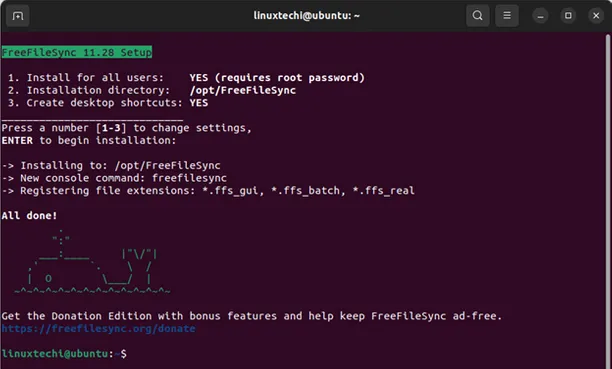 linuxtechi@ubuntu: ~
FreeFileSync 11.28 Setup
1. Install for all users: YES (requires root password)
2. Installation directory: /opt/FreeFileSync
3. Create desktop shortcuts: YES
Press a number [1-3] to change settings,
ENTER to begin installation:
-> Installing to: /opt/FreeFileSync
-> New console command: freefilesync
-> Registering file extensions: *.ffs_gui, *.ffs_batch, *.ffs_real
All done!
Get the Donation Edition with bonus features and help keep FreeFileSync ad-free.
https://freefilesync.org/donate
linuxtechi@ubuntu:~$